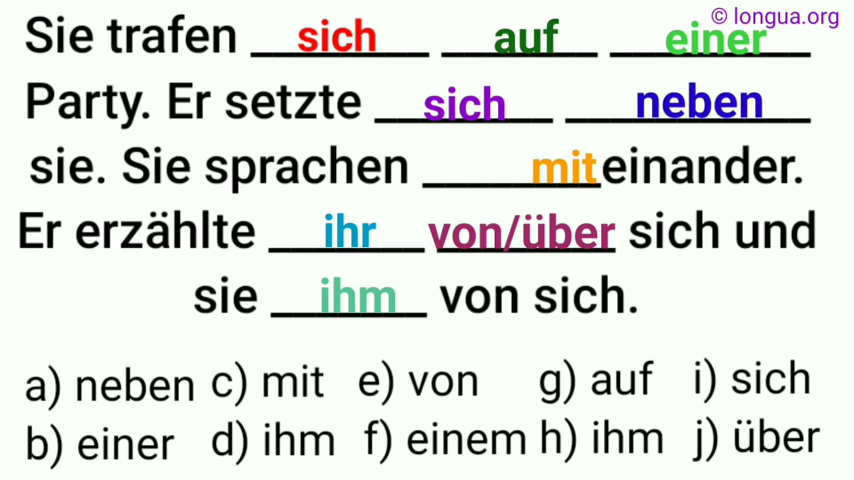 © longua.org
Sie trafen sich auf einer
Party. Er setzte sich neben
sie. Sie sprachen miteinander.
Er erzählte ihr von/über sich und
sie ihm von sich.
a) neben c) mit e) von g) auf i) sich
b) einer d) ihm f) einem h) ihm j) über